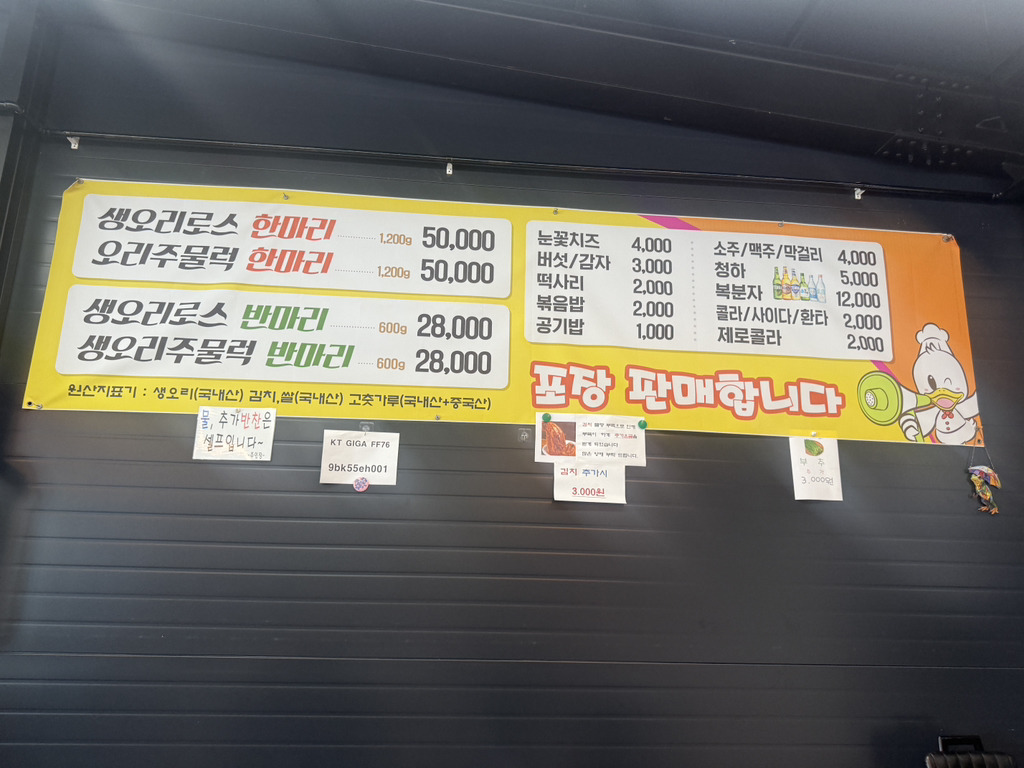 생오리로스 한마리 1,200g 50,000
오리주물럭 한마리 1,200g 50,000
생오리로스 반마리 600g 28,000
생오리주물럭 반마리 600g 28,000
원산지표기 : 생오리(국내산) 김치,쌀(국내산) 고춧가루(국내산+중국산)
눈꽃치즈 4,000
버섯/감자 3,000
떡사리 2,000
볶음밥 2,000
공기밥 1,000
소주/맥주/막걸리 4,000
청하 5,000
복분자 12,000
콜라/사이다/환타 2,000
제로콜라 2,000
포장 판매합니다
물, 추가반찬은
셀프입니다~
KT GIGA FF76
9bk55eh001
김치 추가시
3.000원
부추
추가
3,000원